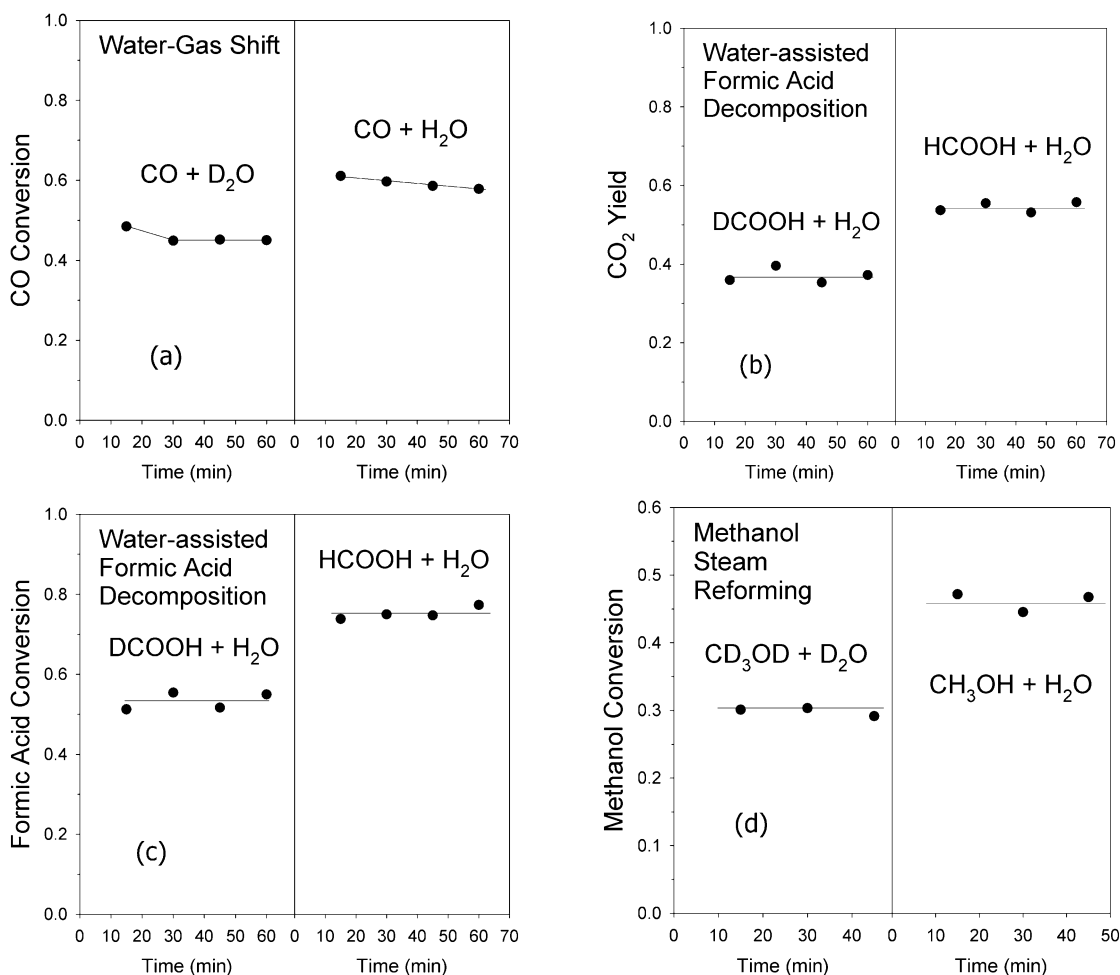 Water-Gas Shift
CO + D₂O
CO + H₂O
(a)
CO Conversion
1.0
0.8
0.6
0.4
0.2
0.0
0 10 20 30 40 50 60 0 10 20 30 40 50 60 70
Time (min) Time (min)
Water-assisted
Formic Acid
Decomposition
HCOOH + H₂O
DCOOH + H₂O
(b)
CO₂ Yield
1.0
0.8
0.6
0.4
0.2
0.0
0 10 20 30 40 50 60 0 10 20 30 40 50 60 70
Time (min) Time (min)
Water-assisted
Formic Acid
Decomposition
HCOOH + H₂O
DCOOH + H₂O
(c)
Formic Acid Conversion
1.0
0.8
0.6
0.4
0.2
0.0
0 10 20 30 40 50 60 0 10 20 30 40 50 60 70
Time (min) Time (min)
Methanol
Steam
Reforming
CD₃OD + D₂O
CH₃OH + H₂O
(d)
Methanol Conversion
0.6
0.5
0.4
0.3
0.2
0.1
0.0
0 10 20 30 40 0 10 20 30 40 50
Time (min) Time (min)